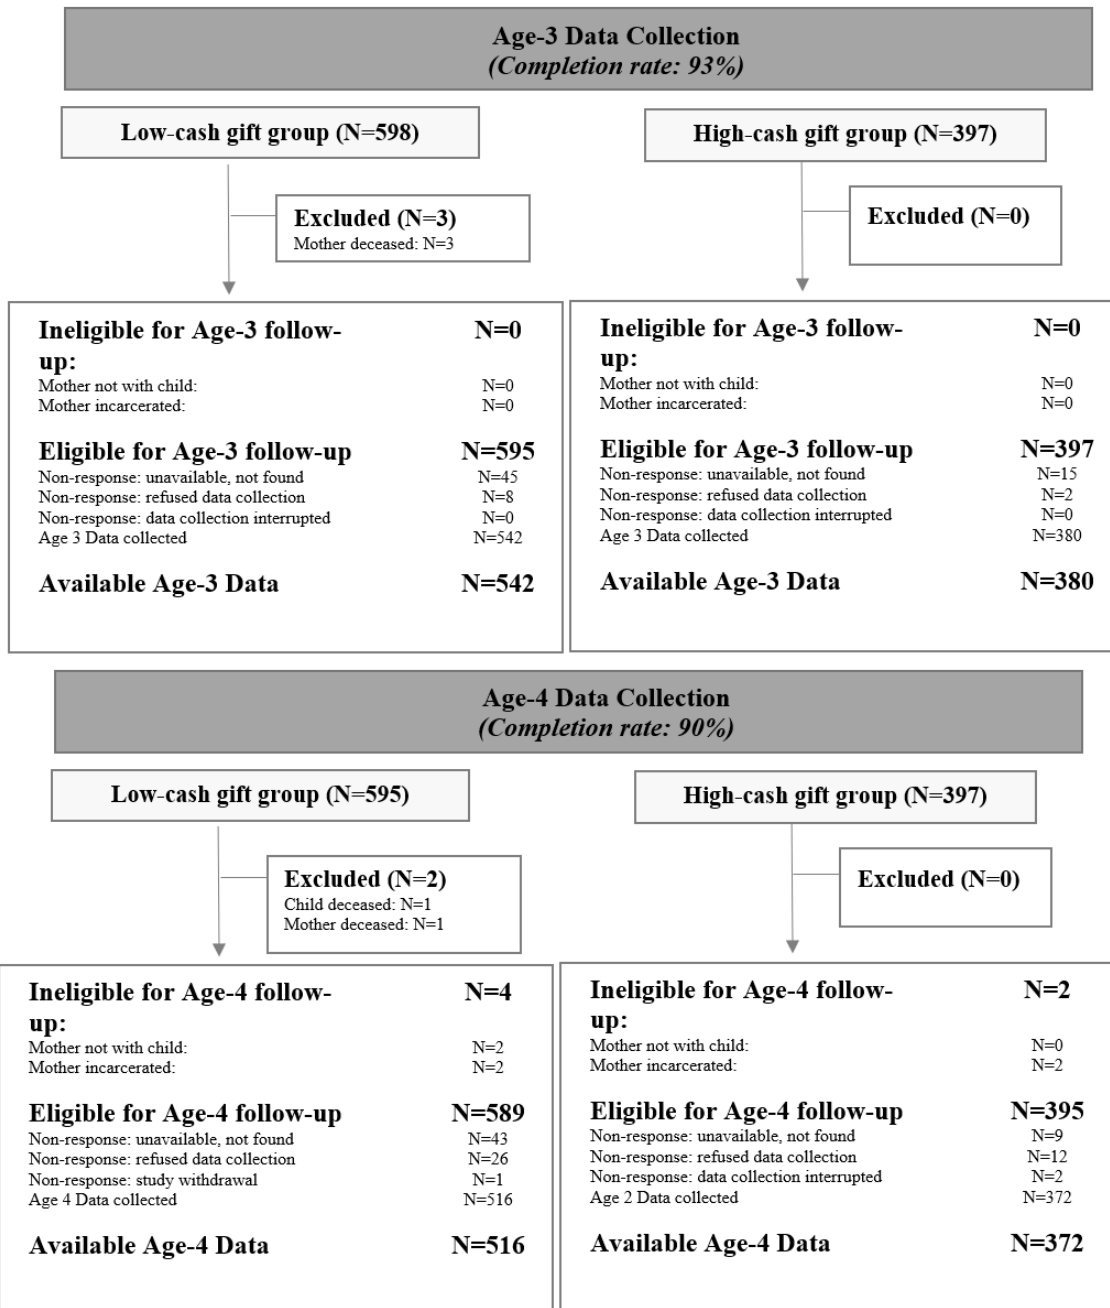 Age-3 Data Collection
(Completion rate: 93%)
Low-cash gift group (N=598)
High-cash gift group (N=397)
Excluded (N=3)
Mother deceased: N=3
Excluded (N=0)
Ineligible for Age-3 follow- N=0
up:
Mother not with child: N=0
Mother incarcerated: N=0
Eligible for Age-3 follow-up N=595
Non-response: unavailable, not found N=45
Non-response: refused data collection N=8
Non-response: data collection interrupted N=0
Age 3 Data collected N=542
Available Age-3 Data N=542
Ineligible for Age-3 follow- N=0
up:
Mother not with child: N=0
Mother incarcerated: N=0
Eligible for Age-3 follow-up N=397
Non-response: unavailable, not found N=15
Non-response: refused data collection N=2
Non-response: data collection interrupted N=0
Age 3 Data collected N=380
Available Age-3 Data N=380
Age-4 Data Collection
(Completion rate: 90%)
Low-cash gift group (N=595)
High-cash gift group (N=397)
Excluded (N=2)
Child deceased: N=1
Mother deceased: N=1
Excluded (N=0)
Ineligible for Age-4 follow- N=4
up:
Mother not with child: N=2
Mother incarcerated: N=2
Eligible for Age-4 follow-up N=589
Non-response: unavailable, not found N=43
Non-response: refused data collection N=26
Non-response: study withdrawal N=1
Age 4 Data collected N=516
Available Age-4 Data N=516
Ineligible for Age-4 follow- N=2
up:
Mother not with child: N=0
Mother incarcerated: N=2
Eligible for Age-4 follow-up N=395
Non-response: unavailable, not found N=9
Non-response: refused data collection N=12
Non-response: data collection interrupted N=2
Age 2 Data collected N=372
Available Age-4 Data N=372